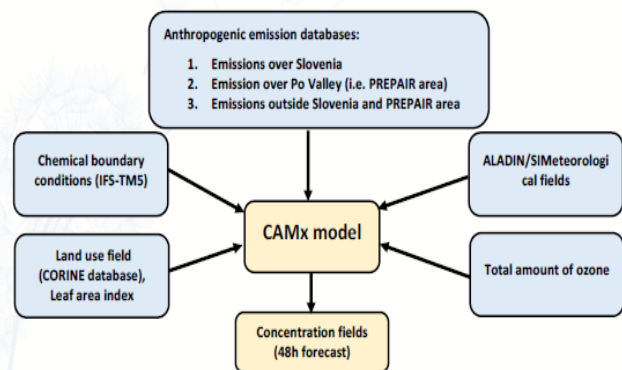 Anthropogenic emission databases:
1. Emissions over Slovenia
2. Emission over Po Valley (i.e. PREPAIR area)
3. Emissions outside Slovenia and PREPAIR area
Chemical boundary
conditions (IFS-TM5)
ALADIN/SIMeteorologi
cal fields
CAMx model
Land use field
(CORINE database),
Leaf area index
Total amount of ozone
Concentration fields
(48h forecast)